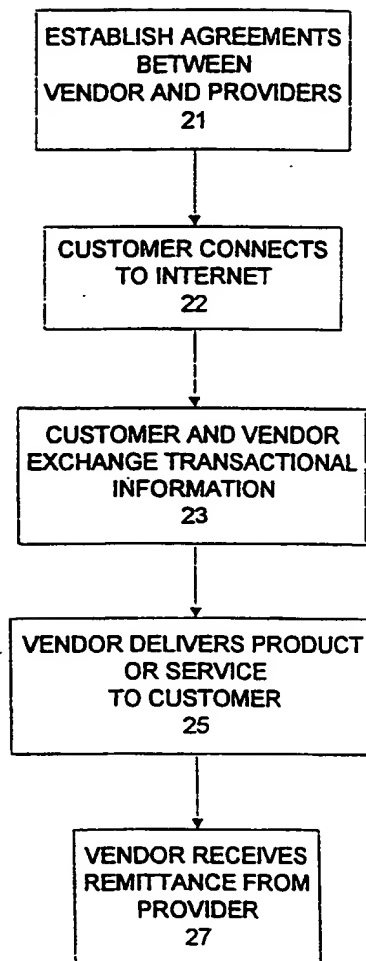 ESTABLISH AGREEMENTS
BETWEEN
VENDOR AND PROVIDERS
21
CUSTOMER CONNECTS
TO INTERNET
22
CUSTOMER AND VENDOR
EXCHANGE TRANSACTIONAL
INFORMATION
23
VENDOR DELIVERS PRODUCT
OR SERVICE
TO CUSTOMER
25
VENDOR RECEIVES
REMITTANCE FROM
PROVIDER
27